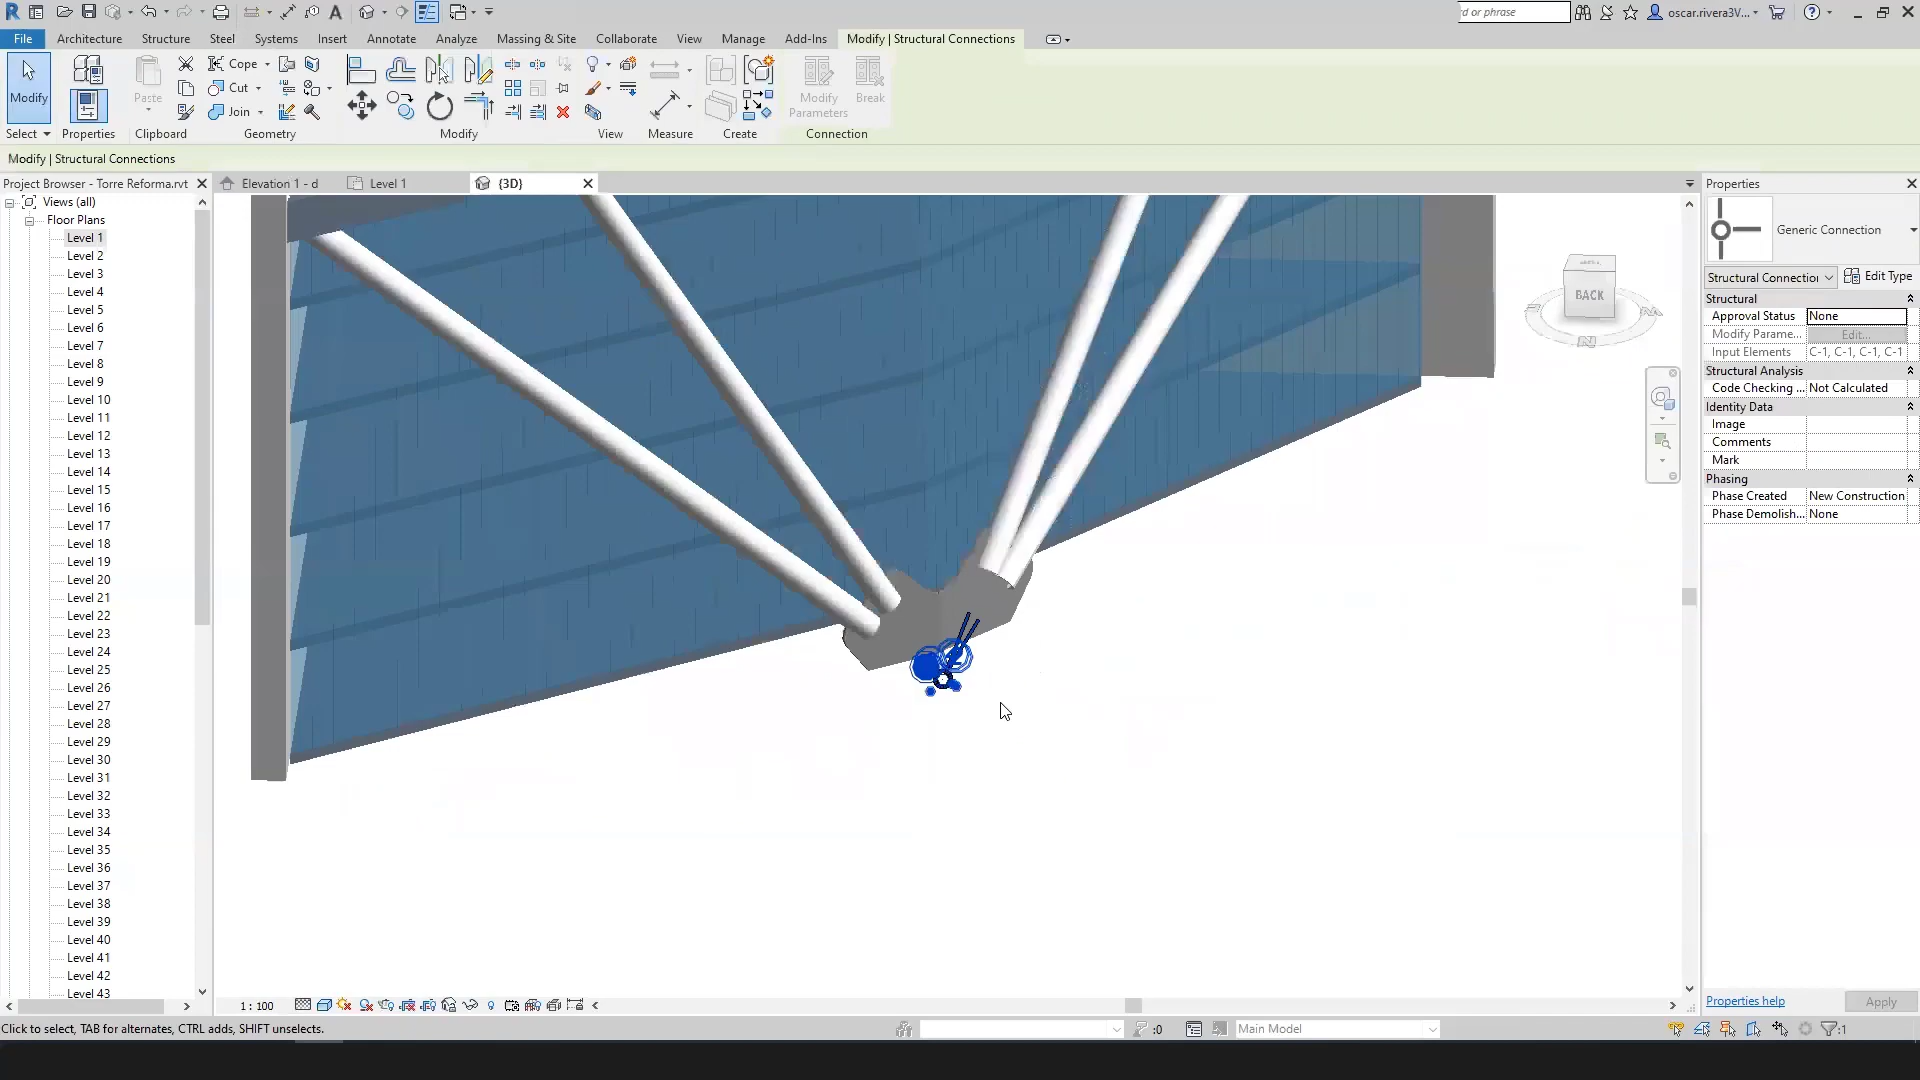 d or phrase
oscar.rivera3V...
File
Architecture
Structure
Steel
Systems
Insert
Annotate
Analyze
Massing & Site
Collaborate
View
Manage
Add-Ins
Modify | Structural Connections
Modify
Cope
Cut
Join
Paste
Modify
Parameters
Break
Select
Properties
Clipboard
Geometry
Modify
View
Measure
Create
Connection
Modify | Structural Connections
Project Browser - Torre Reforma.rvt
Elevation 1 - d
Level 1
{3D}
Properties
Views (all)
Floor Plans
Level 1
Level 2
Level 3
Level 4
Level 5
Level 6
Level 7
Level 8
Level 9
Level 10
Level 11
Level 12
Level 13
Level 14
Level 15
Level 16
Level 17
Level 18
Level 19
Level 20
Level 21
Level 22
Level 23
Level 24
Level 25
Level 26
Level 27
Level 28
Level 29
Level 30
Level 31
Level 32
Level 33
Level 34
Level 35
Level 36
Level 37
Level 38
Level 39
Level 40
Level 41
Level 42
Level 43
BACK
N
Generic Connection
Structural Connection
Edit Type
Structural
Approval Status None
Modify Parame... Edit...
Input Elements C-1, C-1, C-1, C-1
Structural Analysis
Code Checking ... Not Calculated
Identity Data
Image
Comments
Mark
Phasing
Phase Created New Construction
Phase Demolish... None
Properties help
Apply
1 : 100
Click to select, TAB for alternates, CTRL adds, SHIFT unselects.
:0
Main Model
:1